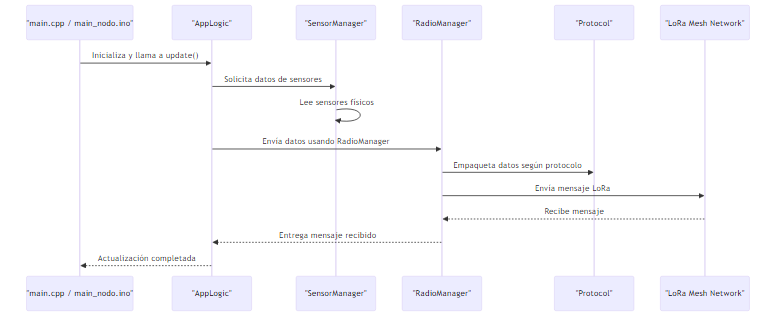 "main.cpp / main_nodo.ino"
"AppLogic"
"SensorManager"
"RadioManager"
"Protocol"
"LoRa Mesh Network"
Inicializa y llama a update()
Solicita datos de sensores
Lee sensores físicos
Envía datos usando RadioManager
Empaqueta datos según protocolo
Envía mensaje LoRa
Recibe mensaje
Entrega mensaje recibido
Actualización completada
"main.cpp / main_nodo.ino"
"AppLogic"
"SensorManager"
"RadioManager"
"Protocol"
"LoRa Mesh Network"